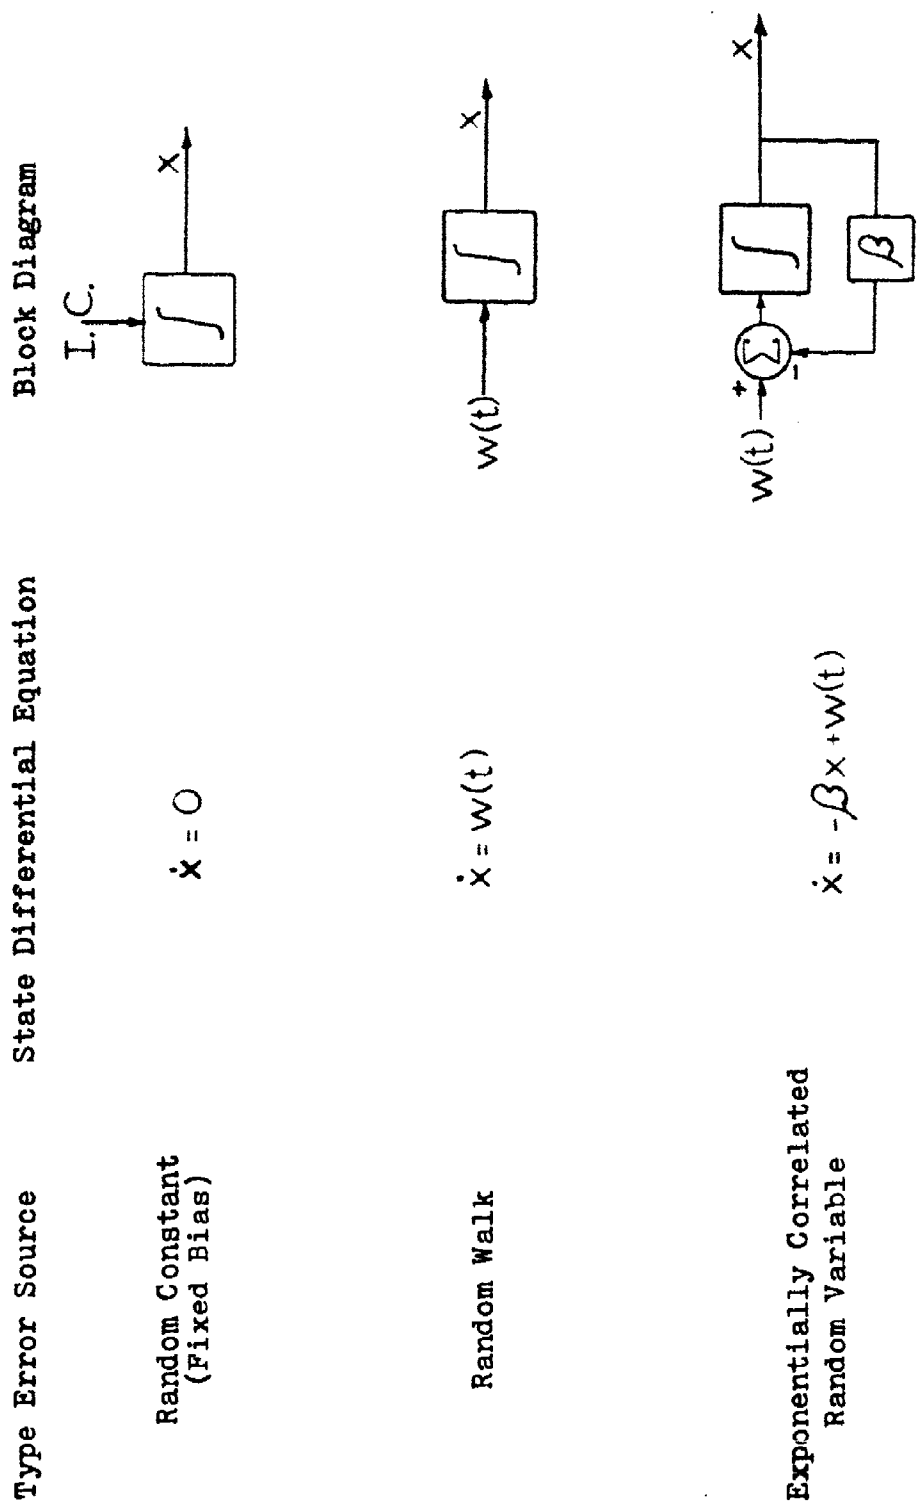 Type Error Source State Differential Equation Block Diagram
Random Constant
(Fixed Bias)
ẋ = 0
I.C.
∫
x
Random Walk
ẋ = w(t)
w(t)
∫
x
Exponentially Correlated
Random Variable
ẋ = -βx + w(t)
w(t)
+
-
Σ
∫
x
β